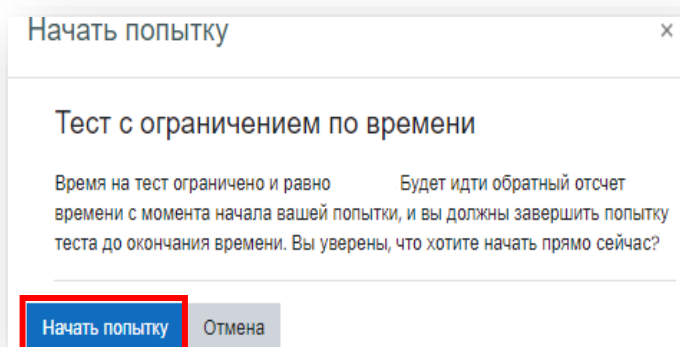 Начать попытку ×
Тест с ограничением по времени
Время на тест ограничено и равно Будет идти обратный отсчет
времени с момента начала вашей попытки, и вы должны завершить попытку
теста до окончания времени. Вы уверены, что хотите начать прямо сейчас?
Начать попытку Отмена